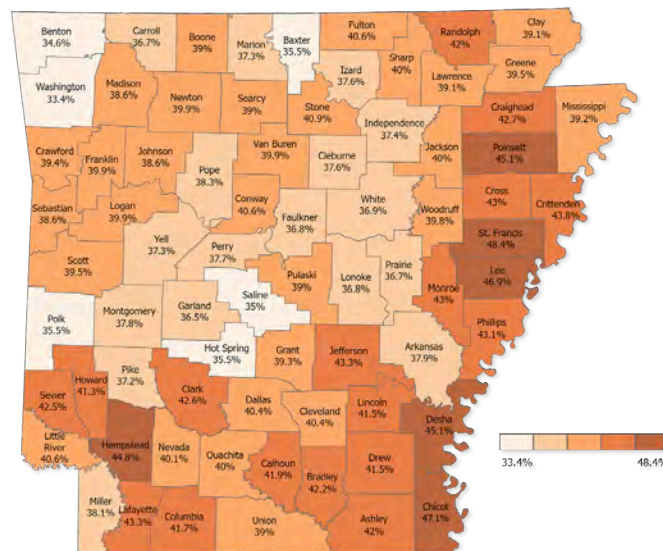 Benton
34.6%
Carroll
36.7%
Boone
39%
Marion
37.3%
Baxter
35.5%
Fulton
40.6%
Randolph
42%
Clay
39.1%
Washington
33.4%
Madison
38.6%
Newton
39.9%
Searcy
39%
Stone
40.9%
Izard
37.6%
Sharp
40%
Lawrence
39.1%
Greene
39.5%
Independence
37.4%
Craighead
42.7%
Mississippi
39.2%
Crawford
39.4%
Franklin
39.9%
Johnson
38.6%
Pope
38.3%
Van Buren
39.9%
Cleburne
37.6%
Jackson
40%
Poinsett
45.1%
Sebastian
38.6%
Logan
39.9%
Conway
40.6%
Faulkner
36.8%
White
36.9%
Woodruff
39.8%
Cross
43%
Crittenden
43.8%
Scott
39.5%
Yell
37.3%
Perry
37.7%
St. Francis
48.4%
Pulaski
39%
Lonoke
36.8%
Prairie
36.7%
Monroe
43%
Lee
46.9%
Polk
35.5%
Montgomery
37.8%
Garland
36.5%
Saline
35%
Phillips
43.1%
Hot Spring
35.5%
Grant
39.3%
Jefferson
43.3%
Arkansas
37.9%
Sevier
42.5%
Howard
41.3%
Pike
37.2%
Clark
42.6%
Dallas
40.4%
Cleveland
40.4%
Lincoln
41.5%
Desha
45.1%
Little
River
40.6%
Hempstead
44.8%
Nevada
40.1%
Ouachita
40%
Calhoun
41.9%
Bradley
42.2%
Drew
41.5%
Miller
38.1%
Lafayette
43.3%
Columbia
41.7%
Union
39%
Ashley
42%
Chicot
47.1%
33.4%
48.4%